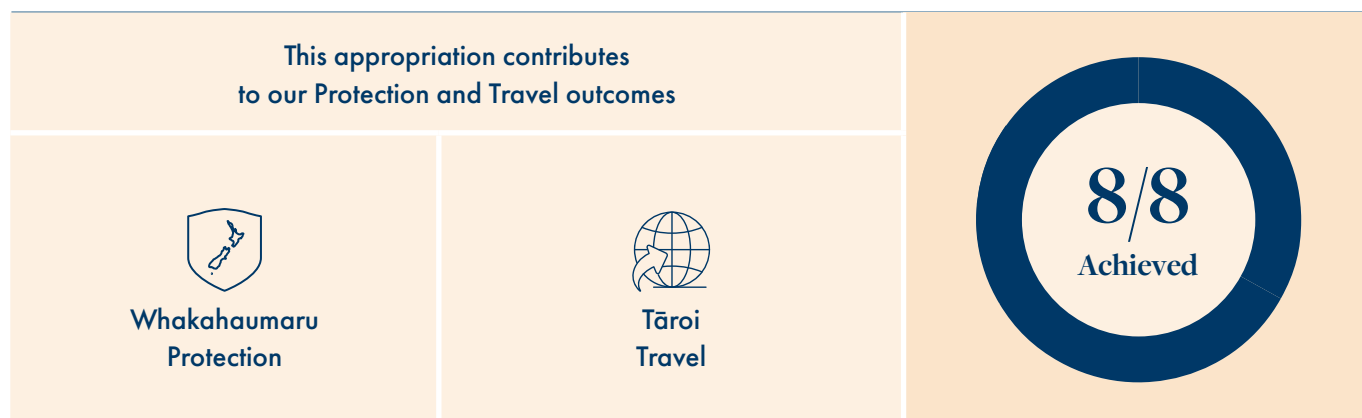 This appropriation contributes
to our Protection and Travel outcomes
Whakahaumaru
Protection
Tāroi
Travel
8/8
Achieved